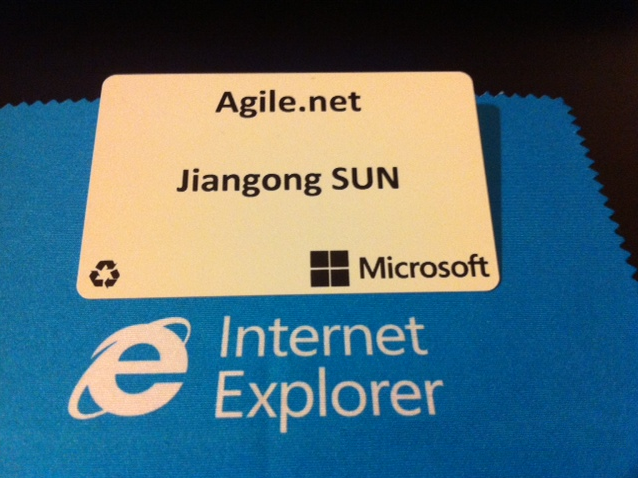 Agile.net
Jiangong SUN
Microsoft
Internet
Explorer